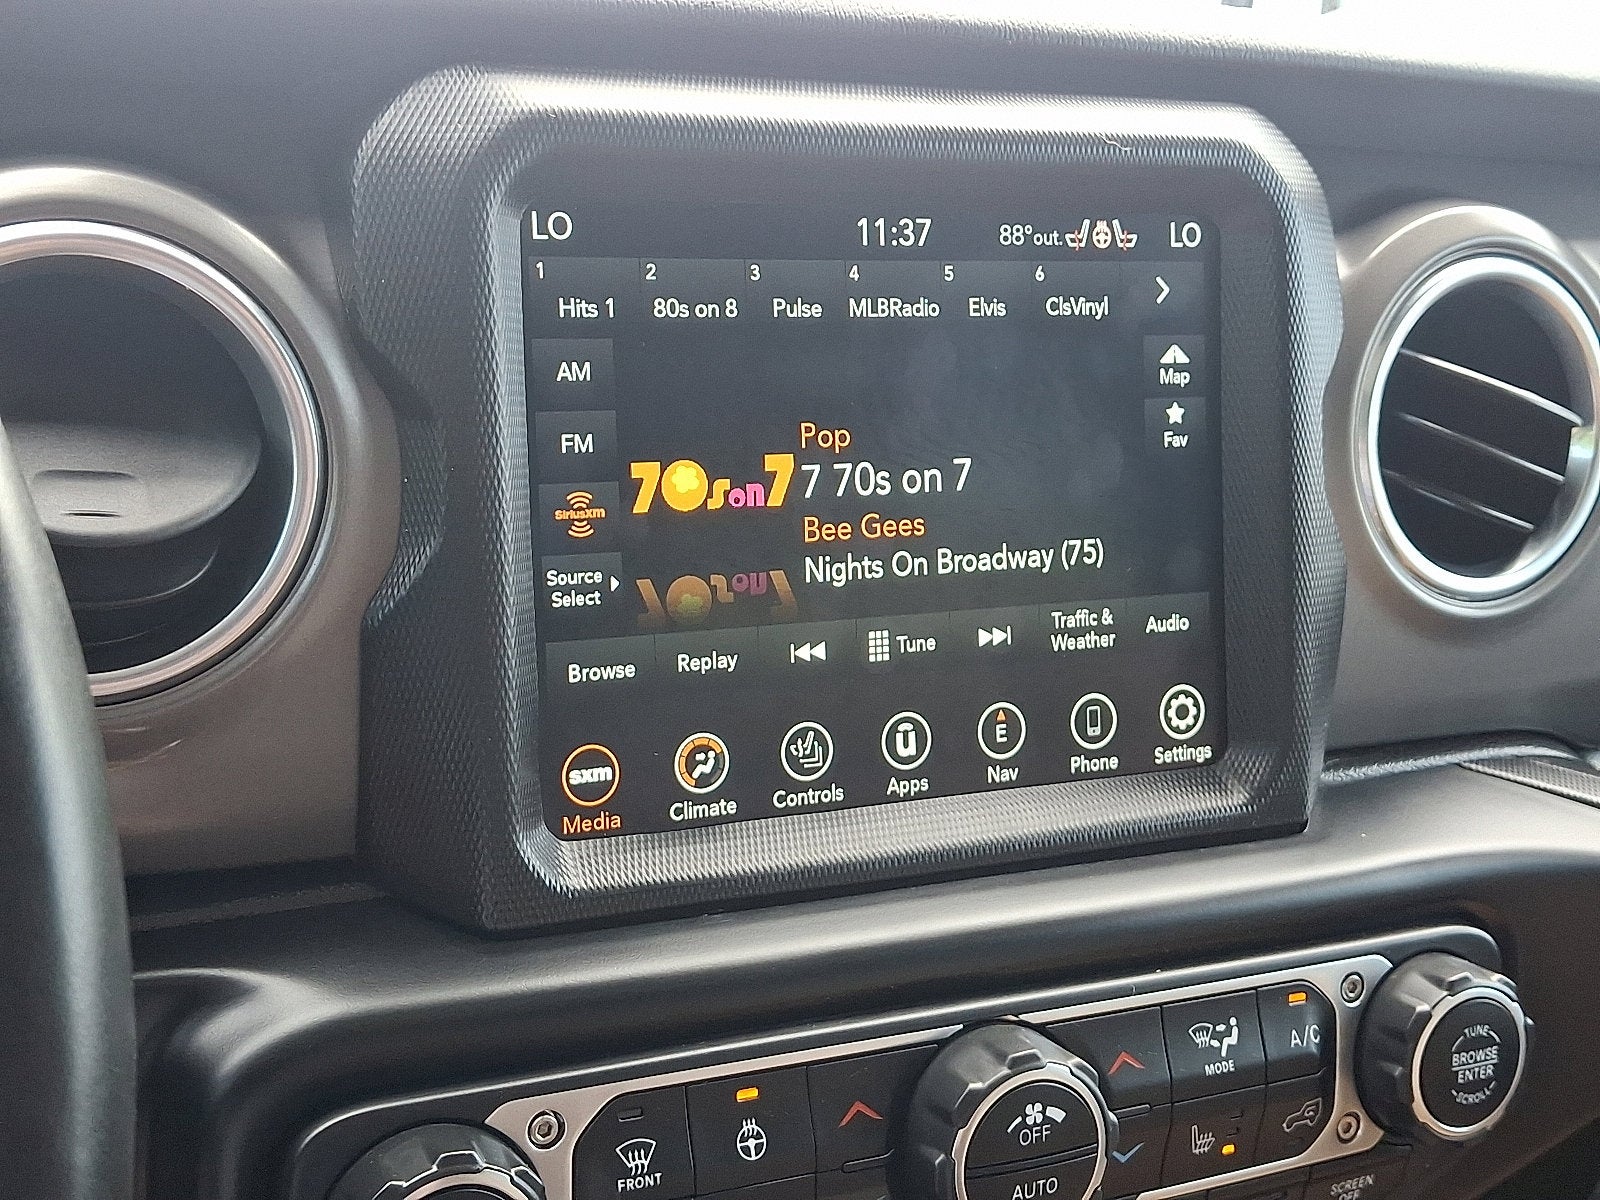 LO 11:37 88°out. LO
1 2 3 4 5 6
Hits 1 80s on 8 Pulse MLBRadio Elvis ClsVinyl
AM
Map
FM
Fav
Pop
70s on 7
7 70s on 7
SiriusXm
Bee Gees
Nights On Broadway (75)
Source
Select
Browse Replay Tune Traffic &
Weather
Audio
sxm
Media
Climate
Controls
ú
Apps
E
Nav
Phone
Settings
FRONT
OFF
AUTO
MODE
A/C
TUNE
BROWSE
ENTER
SCROLL
SCREEN
OFF